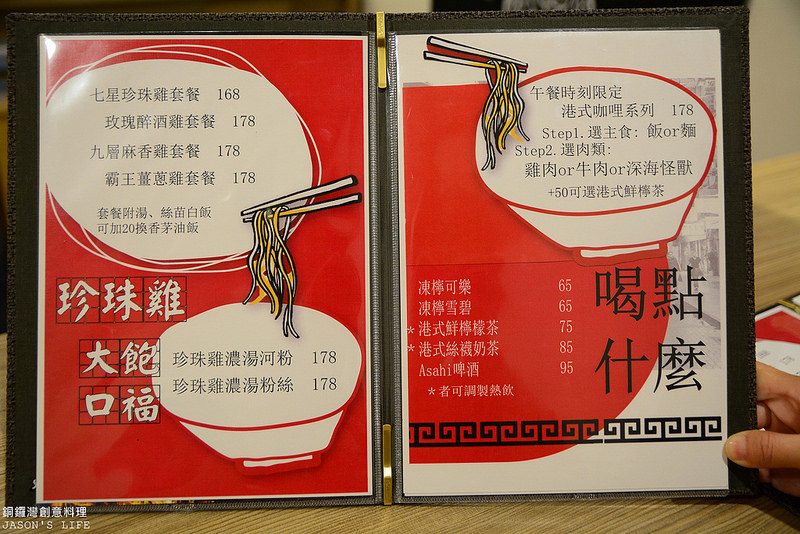 七星珍珠雞套餐 168
玫瑰醉酒雞套餐 178
九層麻香雞套餐 178
霸王薑蔥雞套餐 178
套餐附湯、絲苗白飯
可加20換香茅油飯
珍珠雞
大飽
口福
珍珠雞濃湯河粉 178
珍珠雞濃湯粉絲 178
午餐時刻限定
港式咖哩系列 178
Step1.選主食: 飯or麵
Step2.選肉類:
雞肉or牛肉or深海怪獸
+50可選港式鮮檸茶
喝點
什麼
凍檸可樂 65
凍檸雪碧 65
*港式鮮檸檬茶 75
*港式絲襪奶茶 85
Asahi啤酒 95
*者可調製熱飲
銅鑼灣創意料理
JASON'S LIFE